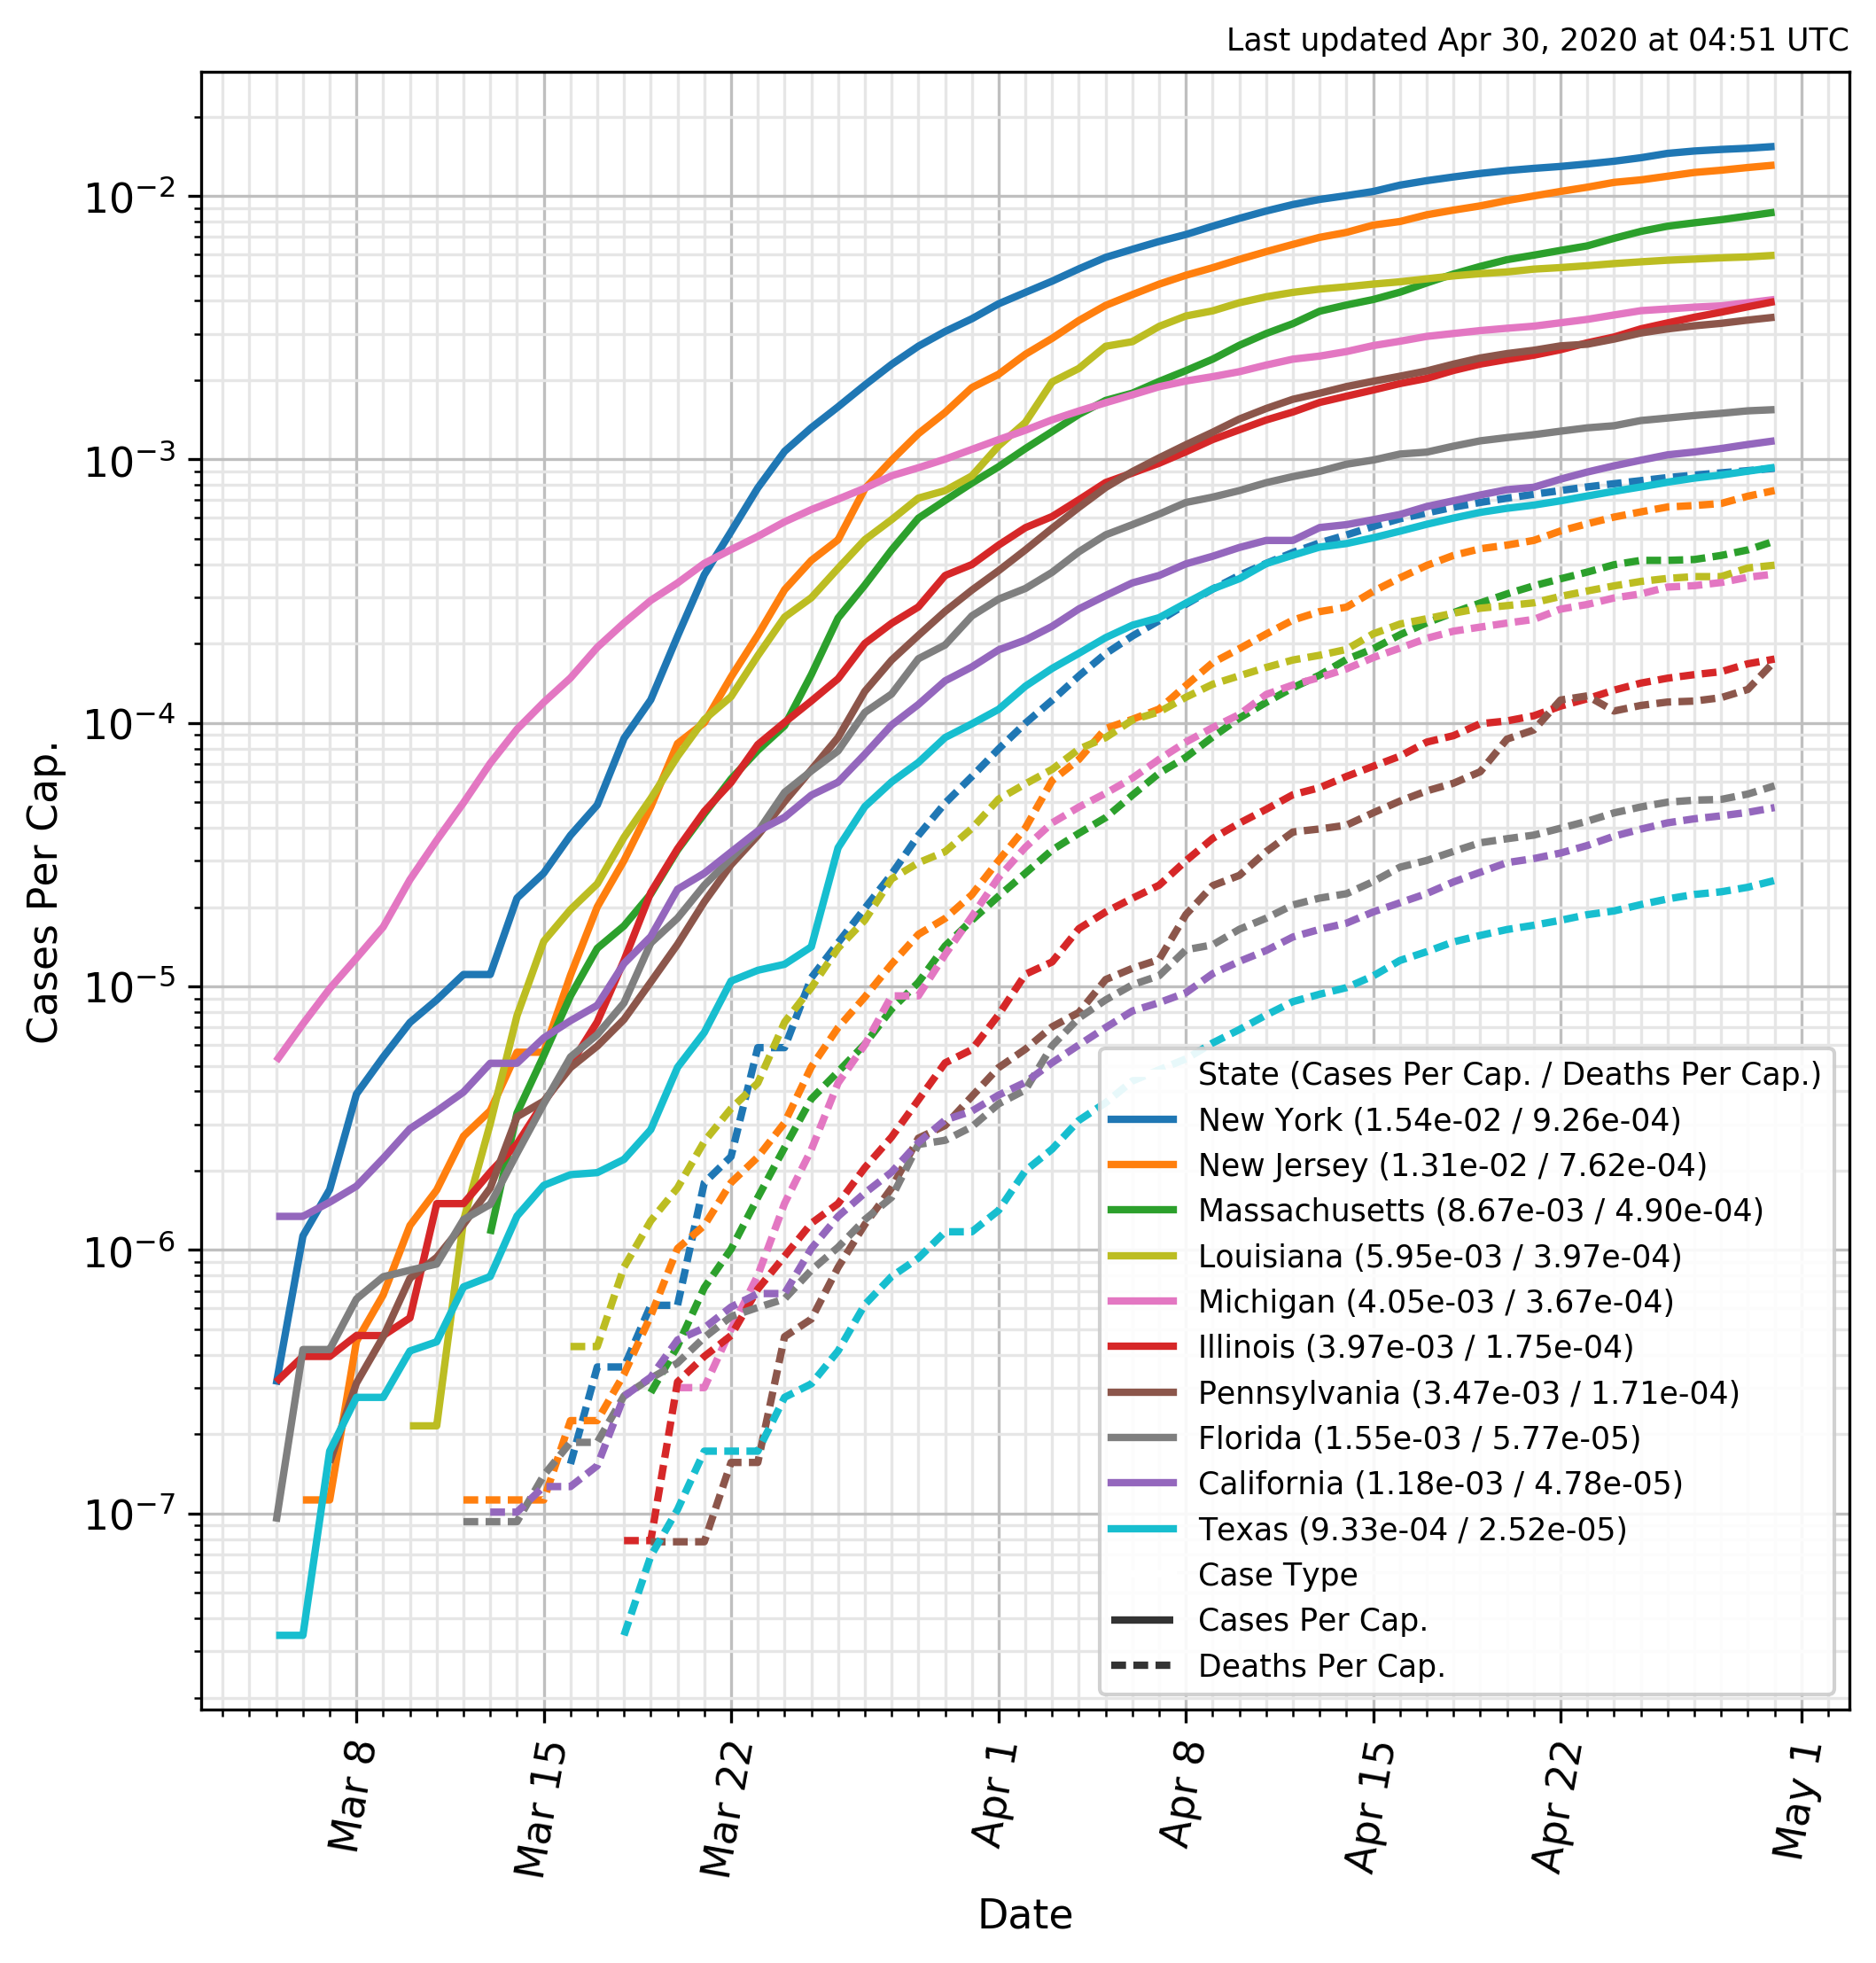 Last updated Apr 30, 2020 at 04:51 UTC
Cases Per Cap.
10⁻²
10⁻³
10⁻⁴
10⁻⁵
10⁻⁶
10⁻⁷
State (Cases Per Cap. / Deaths Per Cap.)
New York (1.54e-02 / 9.26e-04)
New Jersey (1.31e-02 / 7.62e-04)
Massachusetts (8.67e-03 / 4.90e-04)
Louisiana (5.95e-03 / 3.97e-04)
Michigan (4.05e-03 / 3.67e-04)
Illinois (3.97e-03 / 1.75e-04)
Pennsylvania (3.47e-03 / 1.71e-04)
Florida (1.55e-03 / 5.77e-05)
California (1.18e-03 / 4.78e-05)
Texas (9.33e-04 / 2.52e-05)
Case Type
Cases Per Cap.
Deaths Per Cap.
Mar 8
Mar 15
Mar 22
Apr 1
Apr 8
Apr 15
Apr 22
May 1
Date